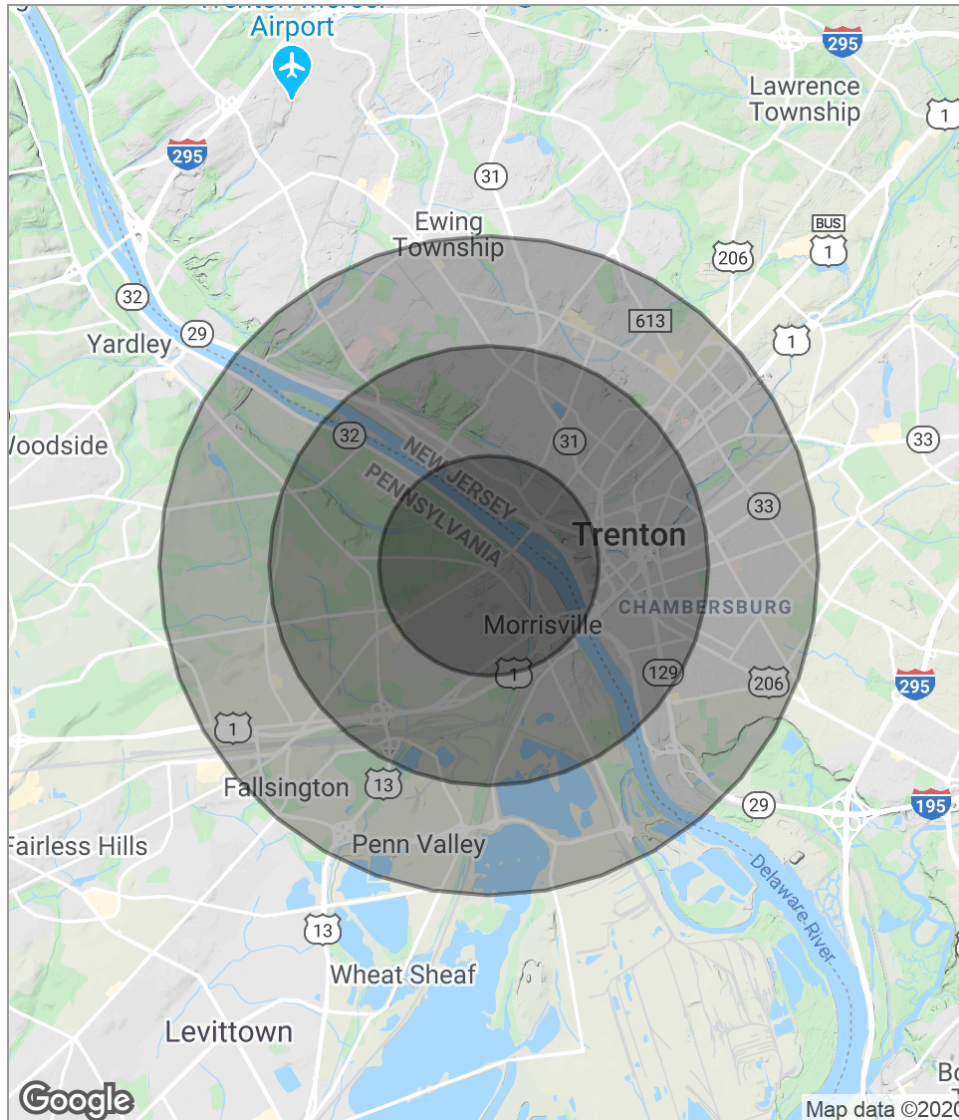 Airport
295
Lawrence
Township
1
295
31
Ewing
Township
BUS
1
206
32
29
613
1
Yardley
32
31
33
Woodside
NEW JERSEY
PENNSYLVANIA
33
Trenton
CHAMBERSBURG
Morrisville
1
129
206
295
1
Fallsington
13
29
195
Fairless Hills
Penn Valley
Delaware River
13
Wheat Sheaf
Levittown
Google
Map data ©2020